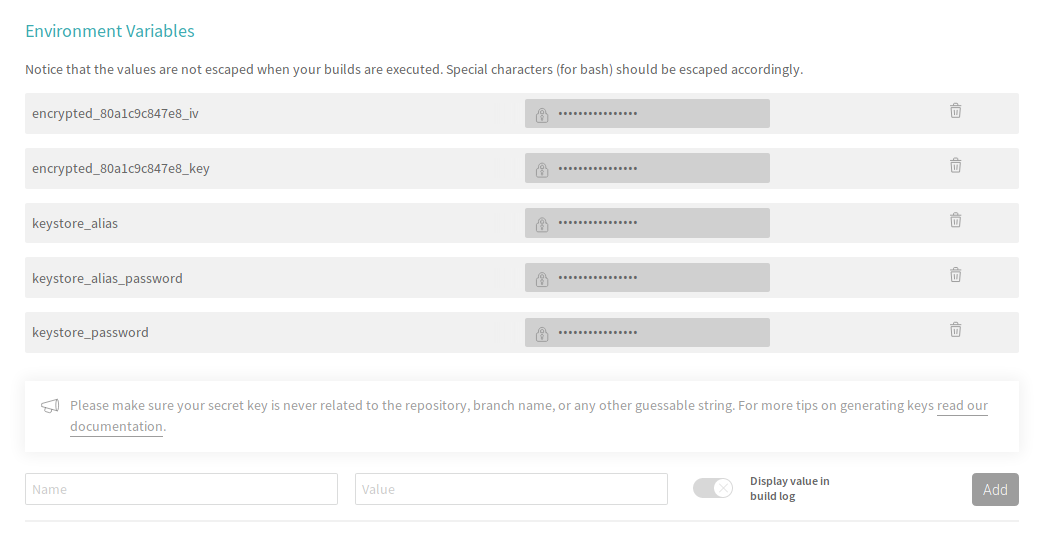 Environment Variables
Notice that the values are not escaped when your builds are executed. Special characters (for bash) should be escaped accordingly.
encrypted_80a1c9c847e8_iv ••••••••••••••••
encrypted_80a1c9c847e8_key ••••••••••••••••
keystore_alias ••••••••••••••••
keystore_alias_password ••••••••••••••••
keystore_password ••••••••••••••••
Please make sure your secret key is never related to the repository, branch name, or any other guessable string. For more tips on generating keys read our
documentation.
Name Value Display value in
build log Add